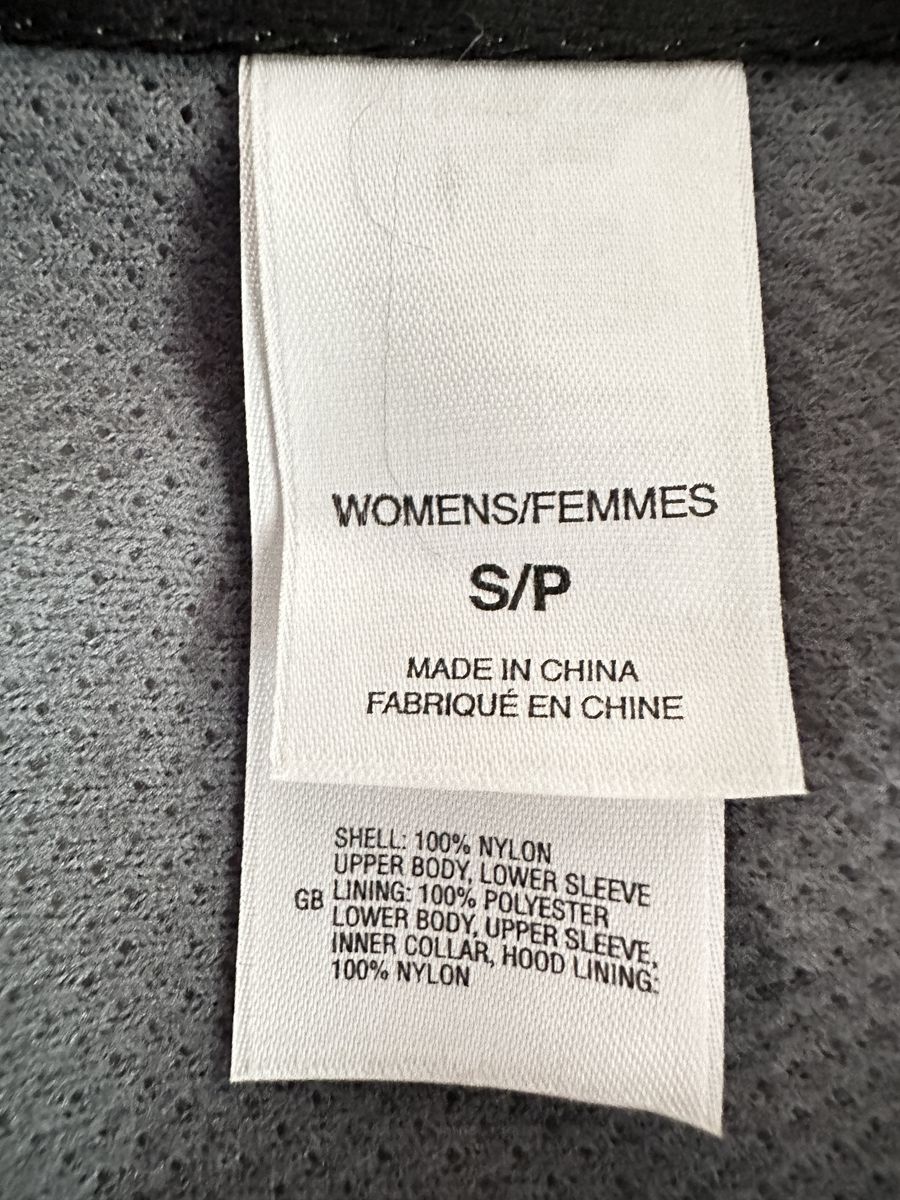 WOMENS/FEMMES
S/P
MADE IN CHINA
FABRIQUÉ EN CHINE
SHELL: 100% NYLON
UPPER BODY, LOWER SLEEVE
GB LINING: 100% POLYESTER
LOWER BODY, UPPER SLEEVE,
INNER COLLAR, HOOD LINING:
100% NYLON